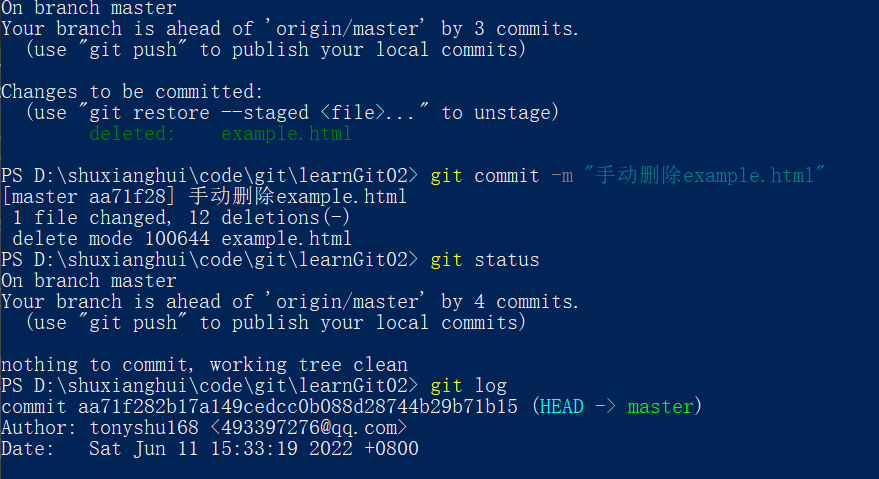 On branch master
Your branch is ahead of 'origin/master' by 3 commits.
(use "git push" to publish your local commits)
Changes to be committed:
(use "git restore --staged <file>..." to unstage)
deleted: example.html
PS D:\shuxianghui\code\git\learnGit02> git commit -m "手动删除example.html"
[master aa71f28] 手动删除example.html
1 file changed, 12 deletions(-)
delete mode 100644 example.html
PS D:\shuxianghui\code\git\learnGit02> git status
On branch master
Your branch is ahead of 'origin/master' by 4 commits.
(use "git push" to publish your local commits)
nothing to commit, working tree clean
PS D:\shuxianghui\code\git\learnGit02> git log
commit aa71f282b17a149cedcc0b088d28744b29b71b15 (HEAD -> master)
Author: tonyshu168 <493397276@qq.com>
Date: Sat Jun 11 15:33:19 2022 +0800